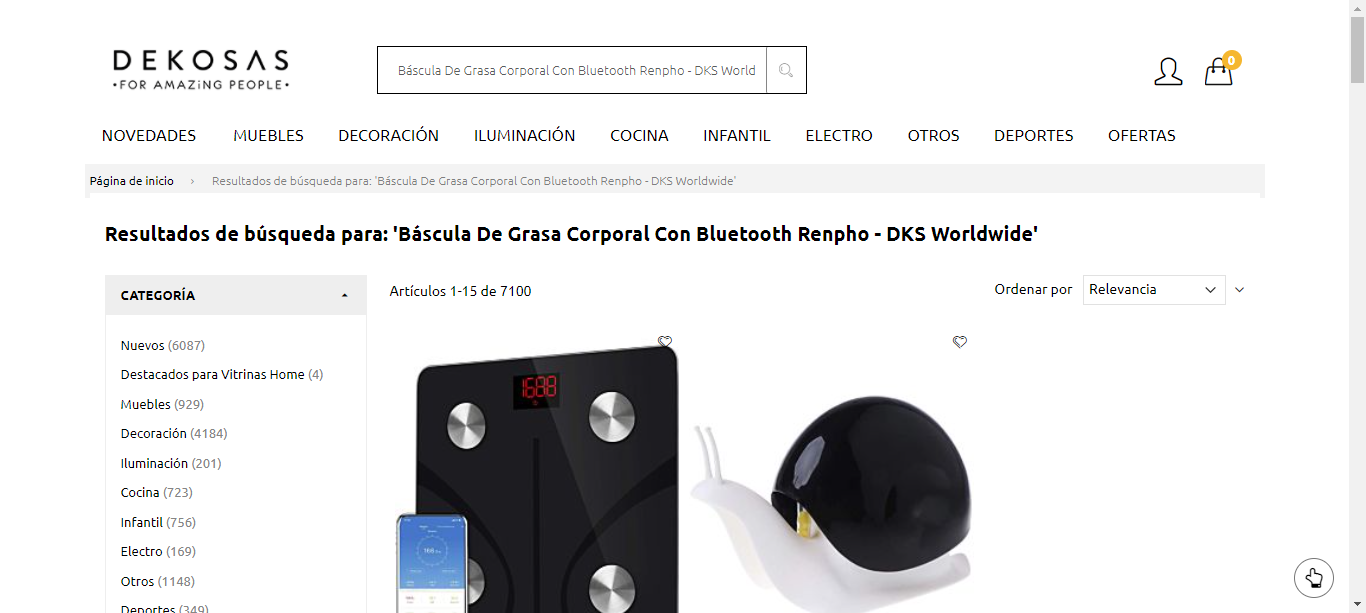 DEKOSAS
•FOR AMAZiNG PEOPLE•
Báscula De Grasa Corporal Con Bluetooth Renpho - DKS World
0
NOVEDADES MUEBLES DECORACIÓN ILUMINACIÓN COCINA INFANTIL ELECTRO OTROS DEPORTES OFERTAS
Página de inicio › Resultados de búsqueda para: 'Báscula De Grasa Corporal Con Bluetooth Renpho - DKS Worldwide'
Resultados de búsqueda para: 'Báscula De Grasa Corporal Con Bluetooth Renpho - DKS Worldwide'
CATEGORÍA
Artículos 1-15 de 7100
Ordenar por Relevancia
Nuevos (6087)
Destacados para Vitrinas Home (4)
Muebles (929)
Decoración (4184)
Iluminación (201)
Cocina (723)
Infantil (756)
Electro (169)
Otros (1148)
Deportes (349)
1688